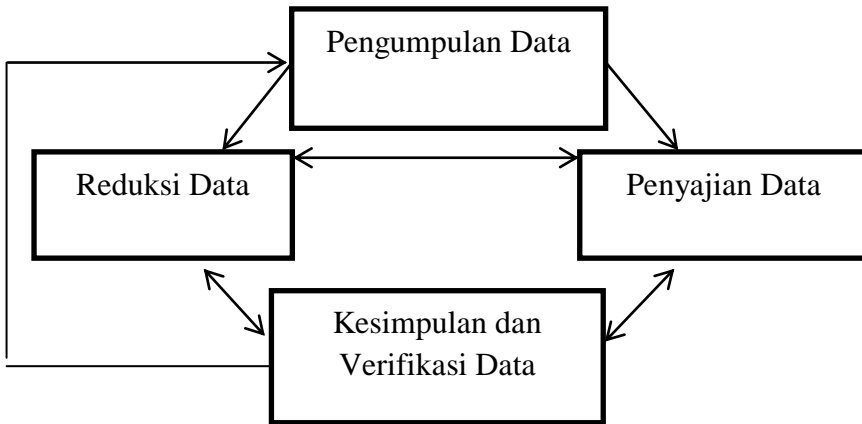 Pengumpulan Data
Reduksi Data
Penyajian Data
Kesimpulan dan
Verifikasi Data